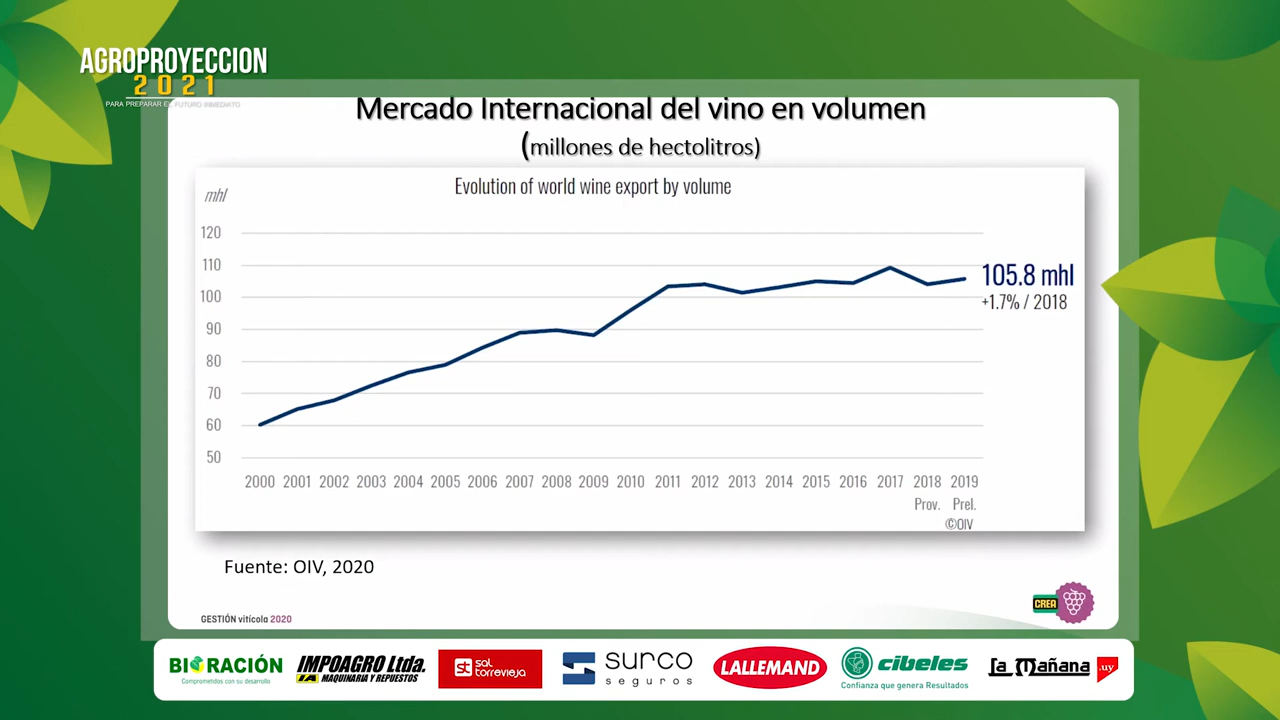 AGROPROYECCION
2021
PARA PREPARAR EL FUTURO INMEDIATO
Mercado Internacional del vino en volumen
(millones de hectolitros)
Evolution of world wine export by volume
mhl
120
110
100
90
80
70
60
50
105.8 mhl
+1.7% / 2018
2000 2001 2002 2003 2004 2005 2006 2007 2008 2009 2010 2011 2012 2013 2014 2015 2016 2017 2018 2019
Prov. Prel.
©OIV
Fuente: OIV, 2020
GESTIÓN vitícola 2020
CREA
BIORACIÓN
Comprometidos con su desarrollo
IMPOAGRO Ltda.
IA MAQUINARIA Y REPUESTOS
st sal torrevieja
surco
seguros
LALLEMAND
cibeles
Confianza que genera Resultados
La Mañana .uy